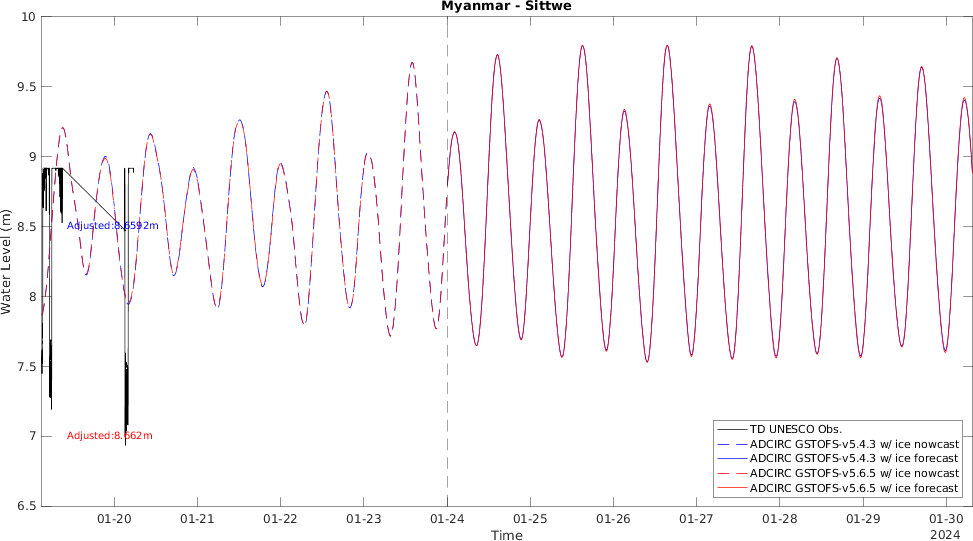 Myanmar - Sittwe
10
9.5
9
8.5
8
7.5
7
6.5
Water Level (m)
Adjusted:8.6592m
Adjusted:8.662m
TD UNESCO Obs.
ADCIRC GSTOFS-v5.4.3 w/ ice nowcast
ADCIRC GSTOFS-v5.4.3 w/ ice forecast
ADCIRC GSTOFS-v5.6.5 w/ ice nowcast
ADCIRC GSTOFS-v5.6.5 w/ ice forecast
01-20 01-21 01-22 01-23 01-24 01-25 01-26 01-27 01-28 01-29 01-30
Time
2024